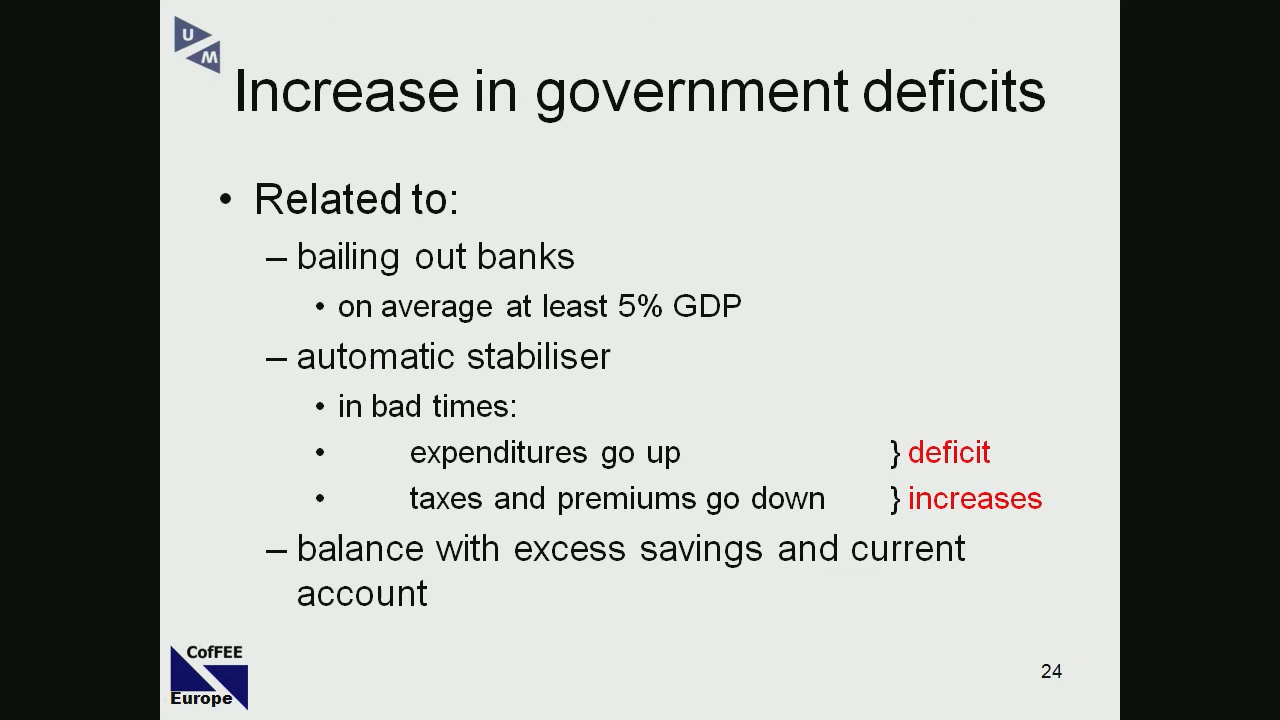 U
M
Increase in government deficits
• Related to:
– bailing out banks
• on average at least 5% GDP
– automatic stabiliser
• in bad times:
• expenditures go up } deficit
• taxes and premiums go down } increases
– balance with excess savings and current
account
CofFEE
Europe
24